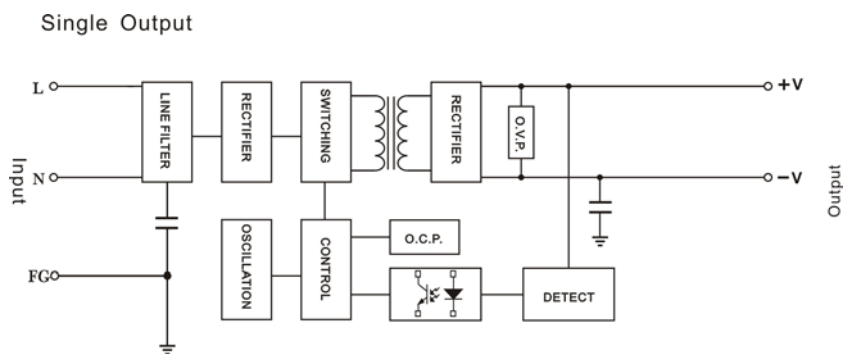 Single Output
L
LINE FILTER
RECTIFIER
SWITCHING
RECTIFIER
O.V.P.
+V
Input
N
−V
Output
OSCILLATION
CONTROL
O.C.P.
FG
DETECT